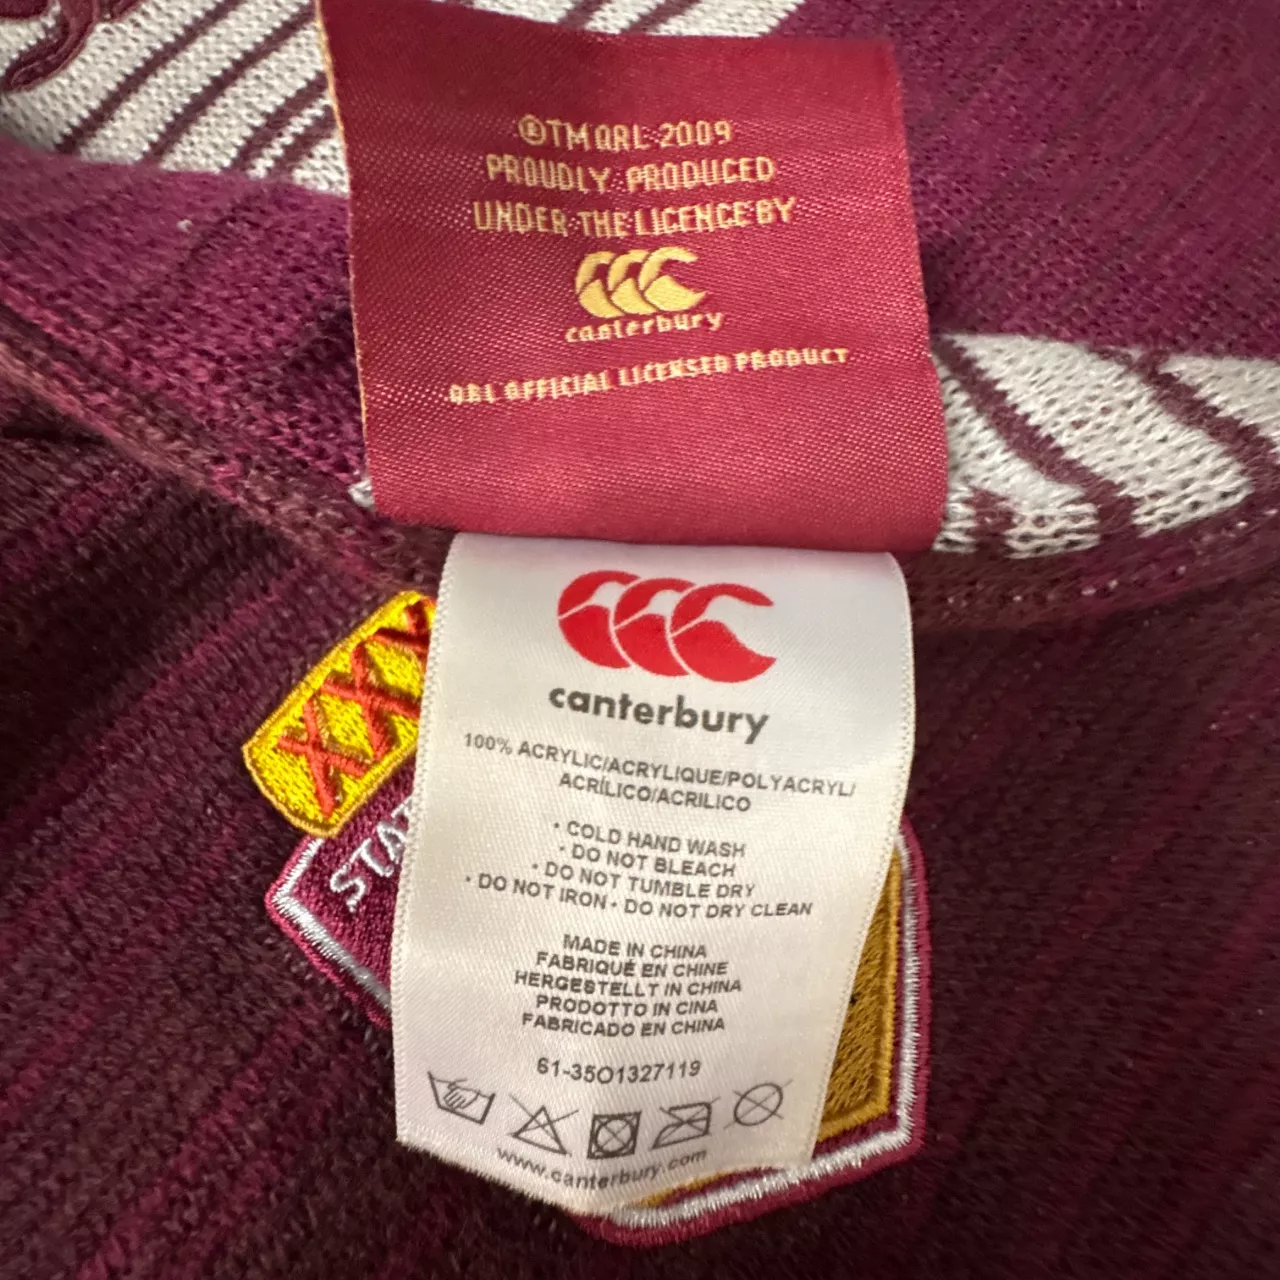 ©TM QRL 2009
PROUDLY PRODUCED
UNDER THE LICENCE BY
canterbury
QRL OFFICIAL LICENSED PRODUCT
canterbury
100% ACRYLIC/ACRYLIQUE/POLYACRYL/
ACRÍLICO/ACRILICO
• COLD HAND WASH
• DO NOT BLEACH
• DO NOT TUMBLE DRY
• DO NOT IRON • DO NOT DRY CLEAN
MADE IN CHINA
FABRIQUÉ EN CHINE
HERGESTELLT IN CHINA
PRODOTTO IN CINA
FABRICADO EN CHINA
61-35O1327119
www.canterbury.com
XXX
STA